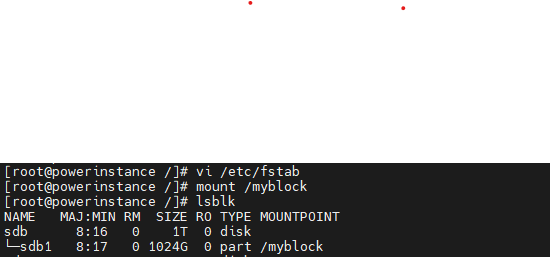 [root@powerinstance /]# vi /etc/fstab
[root@powerinstance /]# mount /myblock
[root@powerinstance /]# lsblk
NAME   MAJ:MIN RM  SIZE RO TYPE MOUNTPOINT
sdb      8:16   0    1T  0 disk
└─sdb1   8:17   0 1024G  0 part /myblock